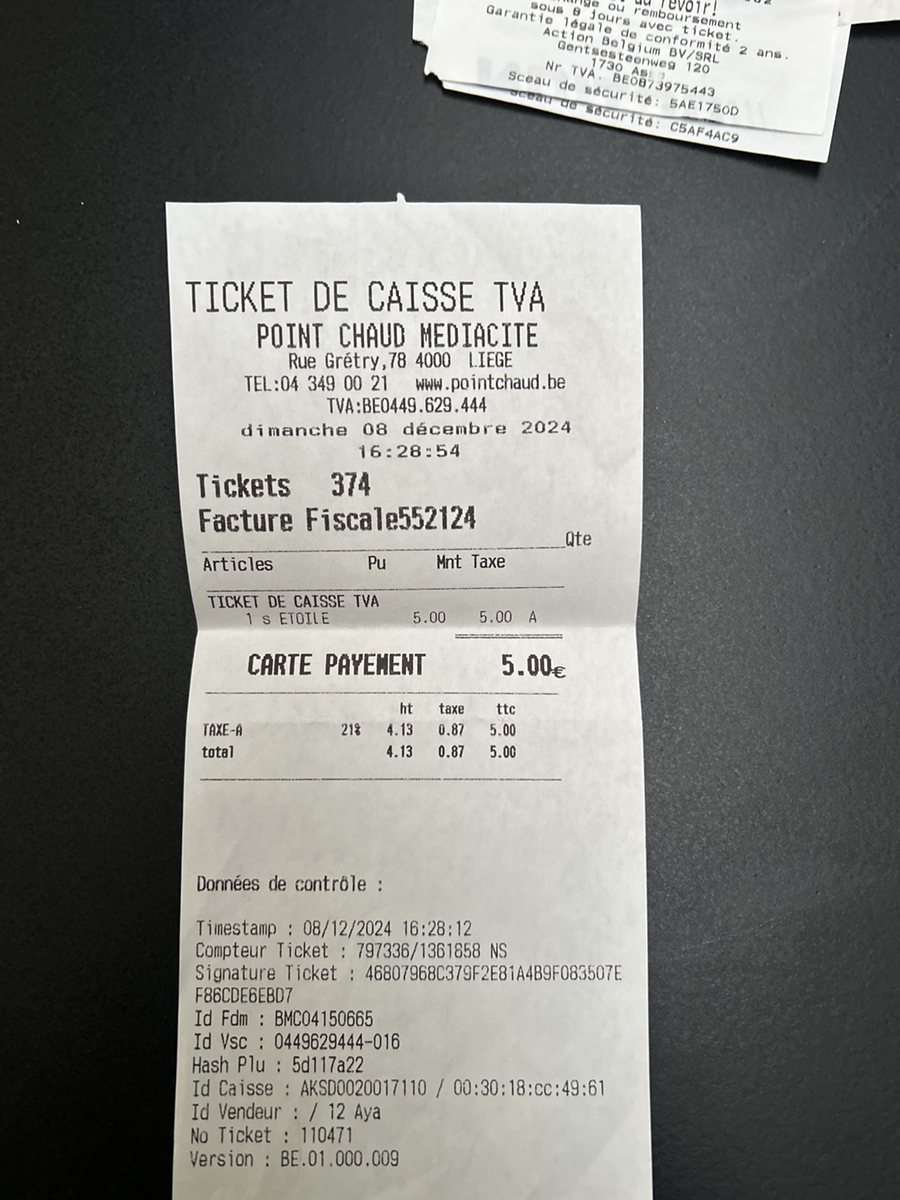 au revoir!
ou remboursement
sous 8 jours avec ticket.
Garantie légale de conformité 2 ans.
Action Belgium BV/SRL
Gentsesteenweg 120
1730
Nr TVA. BE0873975443
Sceau de sécurité: 5AE1750D
sceau de sécurité: C5AF4AC9
TICKET DE CAISSE TVA
POINT CHAUD MEDIACITE
Rue Grétry,78 4000 LIEGE
TEL:04 349 00 21 www.pointchaud.be
TVA:BE0449.629.444
dimanche 08 décembre 2024
16:28:54
Tickets 374
Facture Fiscale552124
Qte
Articles Pu Mnt Taxe
TICKET DE CAISSE TVA
1 s ETOILE 5.00 5.00 A
CARTE PAYEMENT 5.00€
ht taxe ttc
TAXE-A 21% 4.13 0.87 5.00
total 4.13 0.87 5.00
Données de contrôle :
Timestamp : 08/12/2024 16:28:12
Compteur Ticket : 797336/1361858 NS
Signature Ticket : 46807968C379F2E81A4B9F083507E
F86CDE6EBD7
Id Fdm : BMC04150665
Id Vsc : 0449629444-016
Hash Plu : 5d117a22
Id Caisse : AKSD0020017110 / 00:30:18:cc:49:61
Id Vendeur : / 12 Aya
No Ticket : 110471
Version : BE.01.000.009